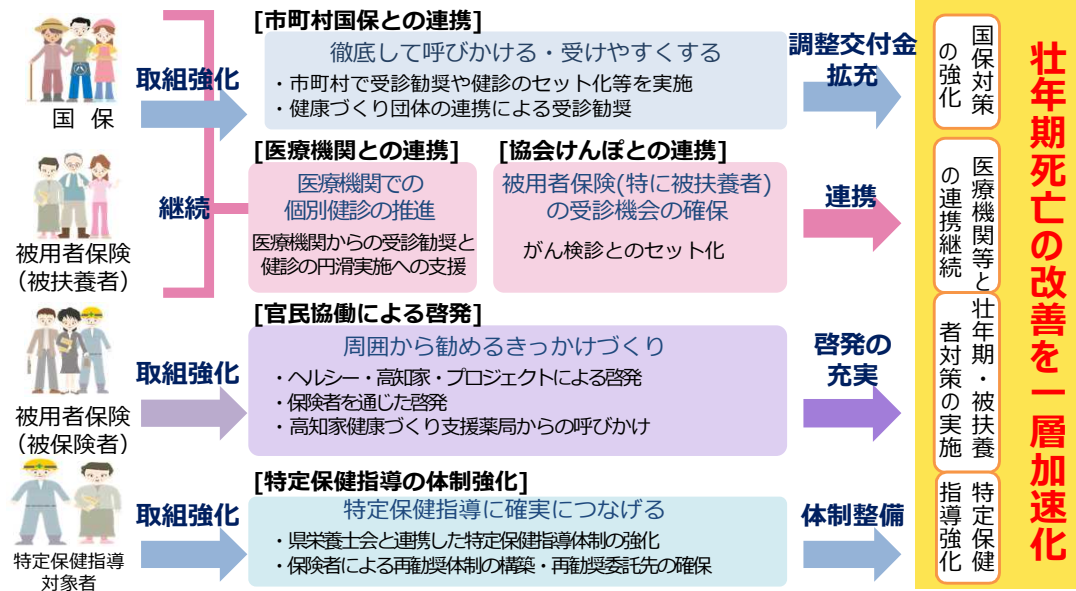 [市町村国保との連携]
徹底して呼びかける・受けやすくする
・市町村で受診勧奨や健診のセット化等を実施
・健康づくり団体の連携による受診勧奨
国 保
取組強化
調整交付金
拡充
国保対策
の強化
[医療機関との連携]
医療機関での
個別健診の推進
医療機関からの受診勧奨と
健診の円滑実施への支援
[協会けんぽとの連携]
被用者保険(特に被扶養者)
の受診機会の確保
がん検診とのセット化
被用者保険
(被扶養者)
継続
連携
医療機関等と
の連携継続
[官民協働による啓発]
周囲から勧めるきっかけづくり
・ヘルシー・高知家・プロジェクトによる啓発
・保険者を通じた啓発
・高知家健康づくり支援薬局からの呼びかけ
被用者保険
(被保険者)
取組強化
啓発の
充実
壮年期・被扶養
者対策の実施
[特定保健指導の体制強化]
特定保健指導に確実につなげる
・県栄養士会と連携した特定保健指導体制の強化
・保険者による再勧奨体制の構築・再勧奨委託先の確保
特定保健指導
対象者
取組強化
体制整備
特定保健
指導強化
壮年期死亡の改善を一層加速化